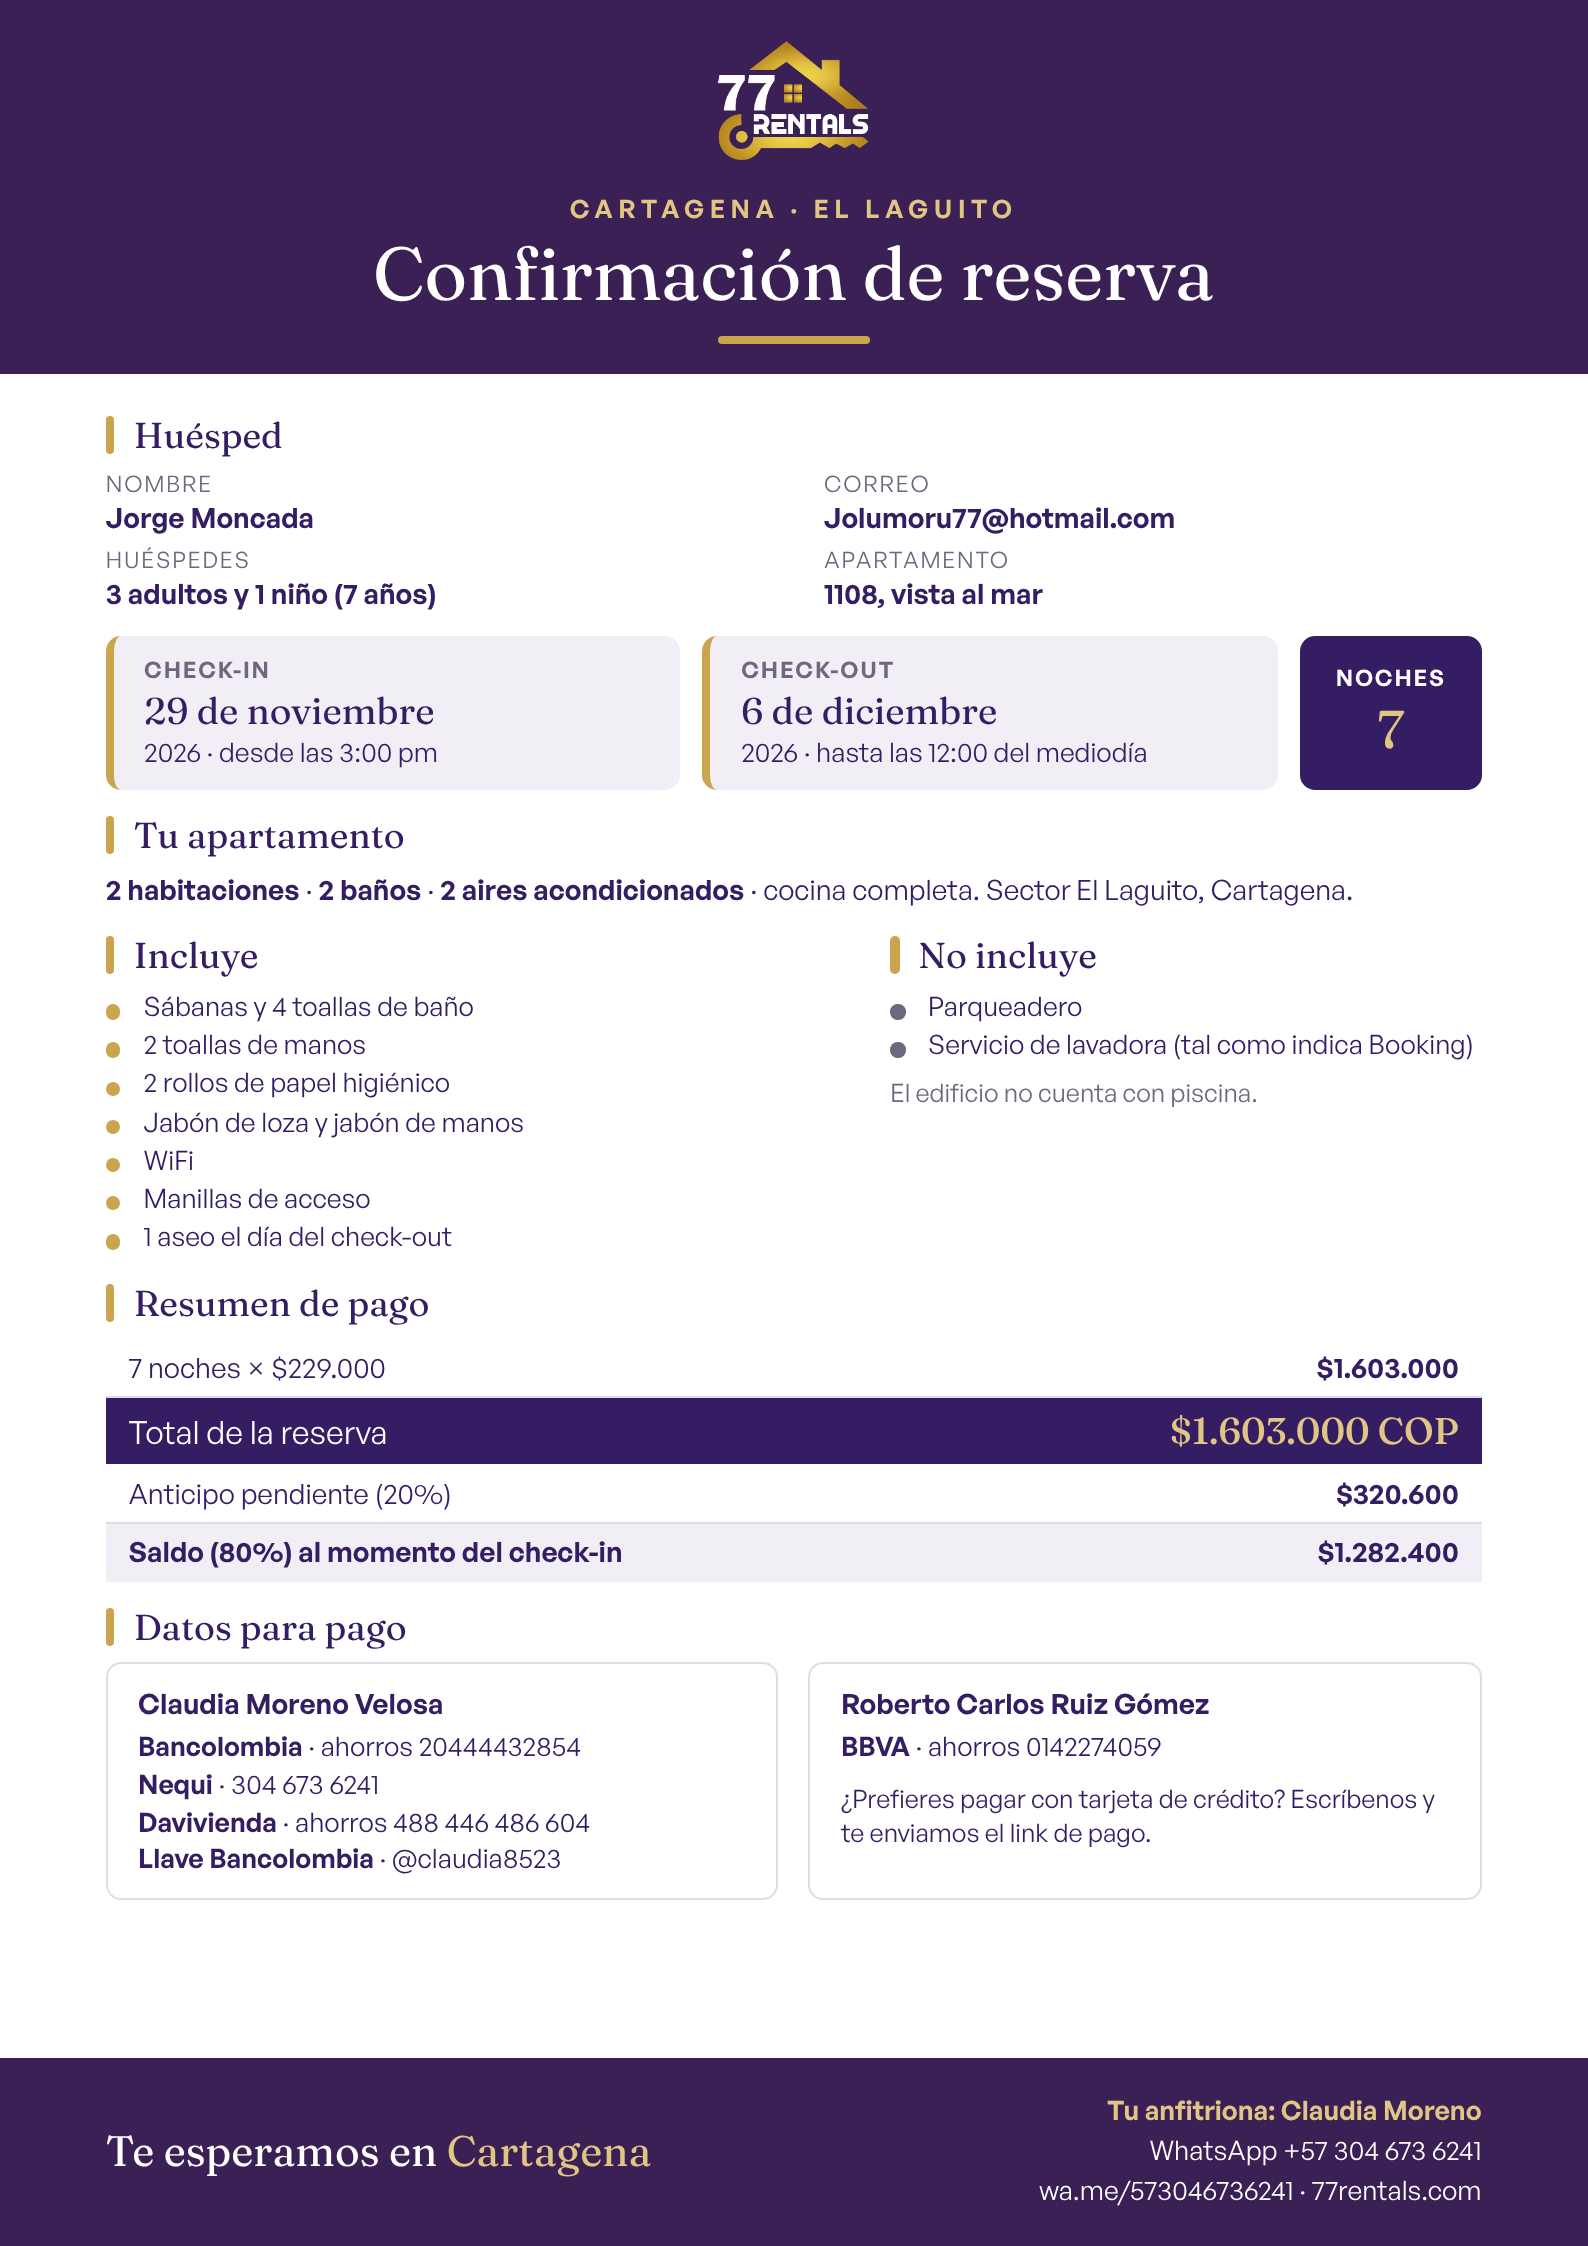 77
RENTALS
CARTAGENA · EL LAGUITO
Confirmación de reserva
Huésped
NOMBRE
Jorge Moncada
CORREO
Jolumoru77@hotmail.com
HUÉSPEDES
3 adultos y 1 niño (7 años)
APARTAMENTO
1108, vista al mar
CHECK-IN
29 de noviembre
2026 · desde las 3:00 pm
CHECK-OUT
6 de diciembre
2026 · hasta las 12:00 del mediodía
NOCHES
7
Tu apartamento
2 habitaciones · 2 baños · 2 aires acondicionados · cocina completa. Sector El Laguito, Cartagena.
Incluye
Sábanas y 4 toallas de baño
2 toallas de manos
2 rollos de papel higiénico
Jabón de loza y jabón de manos
WiFi
Manillas de acceso
1 aseo el día del check-out
No incluye
Parqueadero
Servicio de lavadora (tal como indica Booking)
El edificio no cuenta con piscina.
Resumen de pago
7 noches × $229.000 $1.603.000
Total de la reserva $1.603.000 COP
Anticipo pendiente (20%) $320.600
Saldo (80%) al momento del check-in $1.282.400
Datos para pago
Claudia Moreno Velosa
Bancolombia · ahorros 20444432854
Nequi · 304 673 6241
Davivienda · ahorros 488 446 486 604
Llave Bancolombia · @claudia8523
Roberto Carlos Ruiz Gómez
BBVA · ahorros 0142274059
¿Prefieres pagar con tarjeta de crédito? Escríbenos y
te enviamos el link de pago.
Te esperamos en Cartagena
Tu anfitriona: Claudia Moreno
WhatsApp +57 304 673 6241
wa.me/573046736241 · 77rentals.com